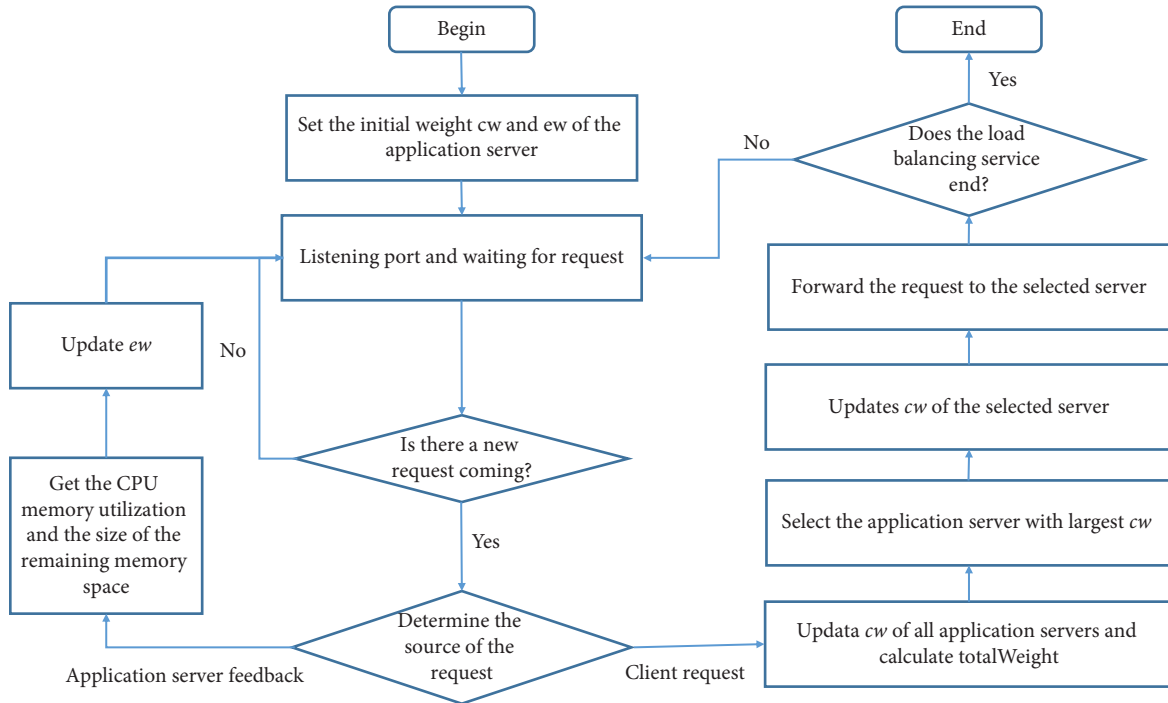 Begin
Set the initial weight cw and ew of the
application server
Listening port and waiting for request
Update ew
No
Is there a new
request coming?
Get the CPU
memory utilization
and the size of the
remaining memory
space
Yes
Determine the
source of the
request
Application server feedback
Client request
End
Yes
Does the load
balancing service
end?
No
Forward the request to the selected server
Updates cw of the selected server
Select the application server with largest cw
Updata cw of all application servers and
calculate totalWeight